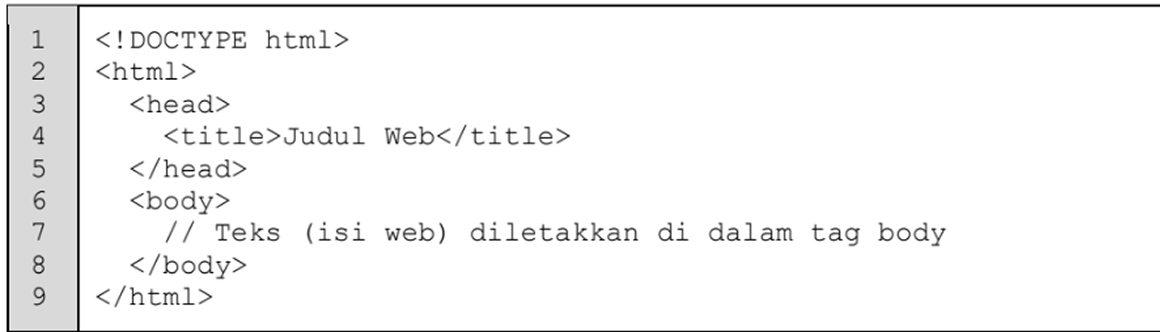 1 <!DOCTYPE html>
2 <html>
3   <head>
4     <title>Judul Web</title>
5   </head>
6   <body>
7     // Teks (isi web) diletakkan di dalam tag body
8   </body>
9 </html>